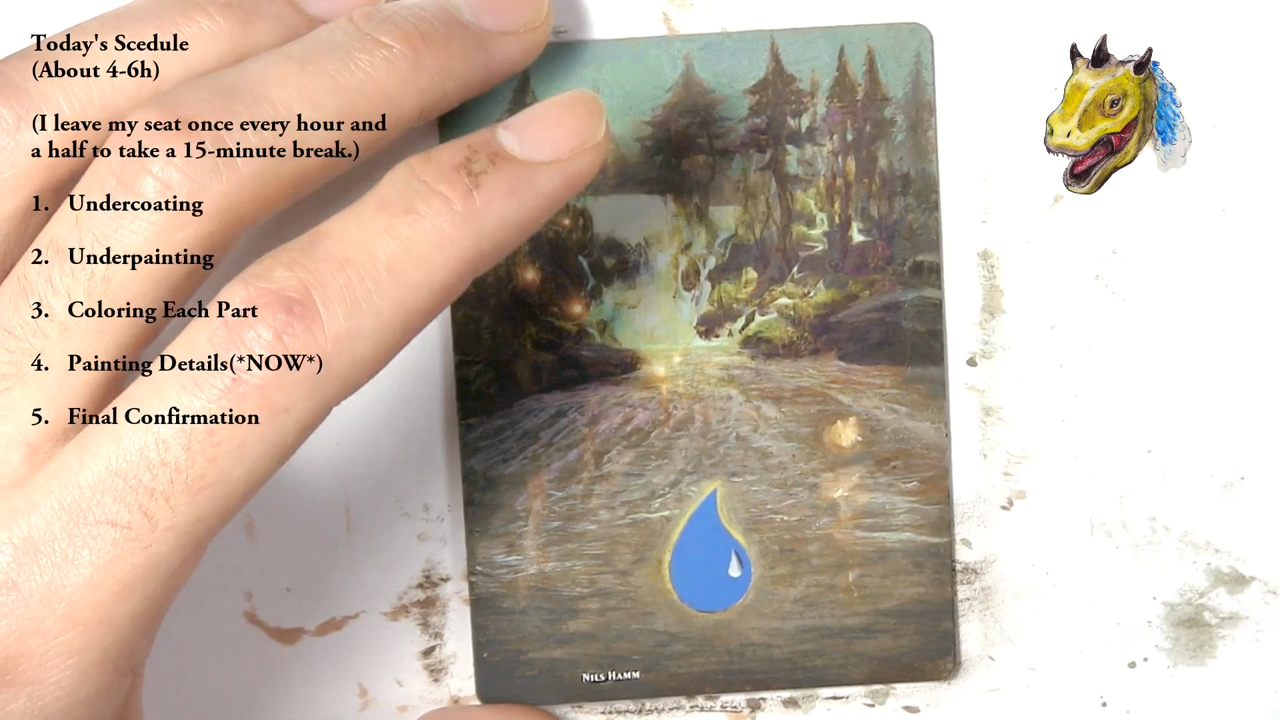 Today's Scedule
(About 4-6h)
(I leave my seat once every hour and
a half to take a 15-minute break.)
1. Undercoating
2. Underpainting
3. Coloring Each Part
4. Painting Details(*NOW*)
5. Final Confirmation
Nils Hamm